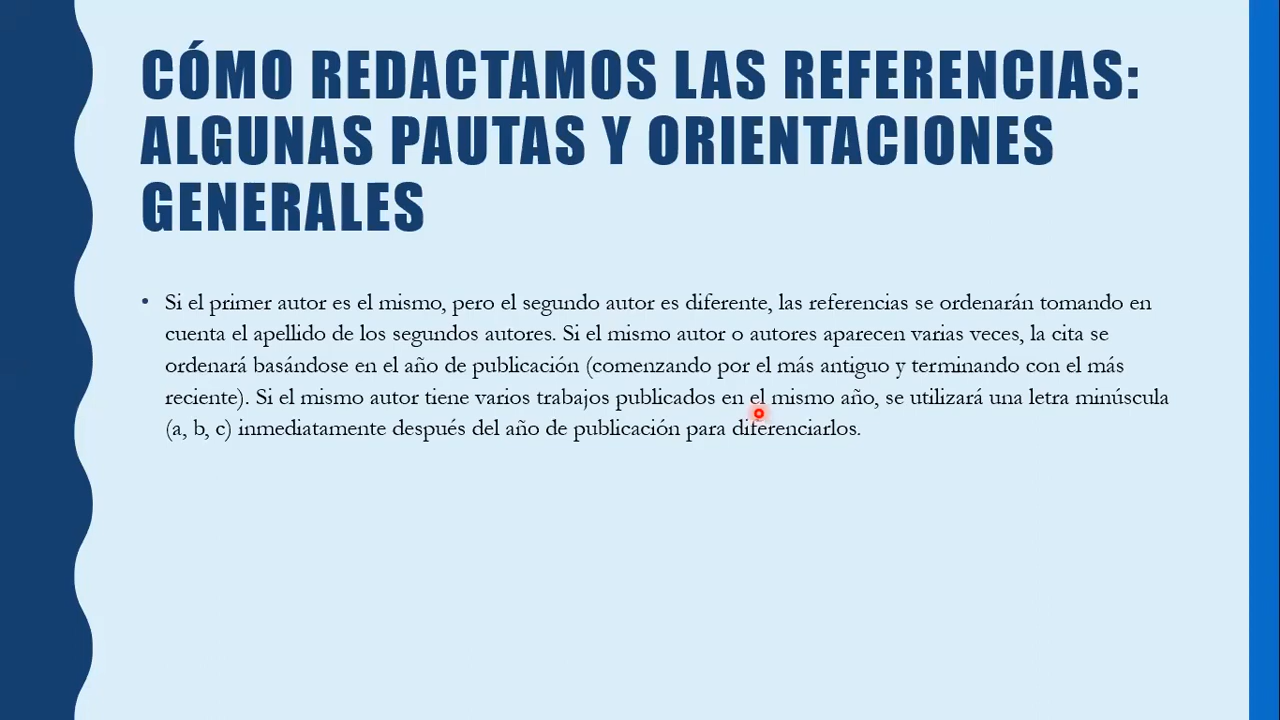 CÓMO REDACTAMOS LAS REFERENCIAS:
ALGUNAS PAUTAS Y ORIENTACIONES
GENERALES
• Si el primer autor es el mismo, pero el segundo autor es diferente, las referencias se ordenarán tomando en
cuenta el apellido de los segundos autores. Si el mismo autor o autores aparecen varias veces, la cita se
ordenará basándose en el año de publicación (comenzando por el más antiguo y terminando con el más
reciente). Si el mismo autor tiene varios trabajos publicados en el mismo año, se utilizará una letra minúscula
(a, b, c) inmediatamente después del año de publicación para diferenciarlos.